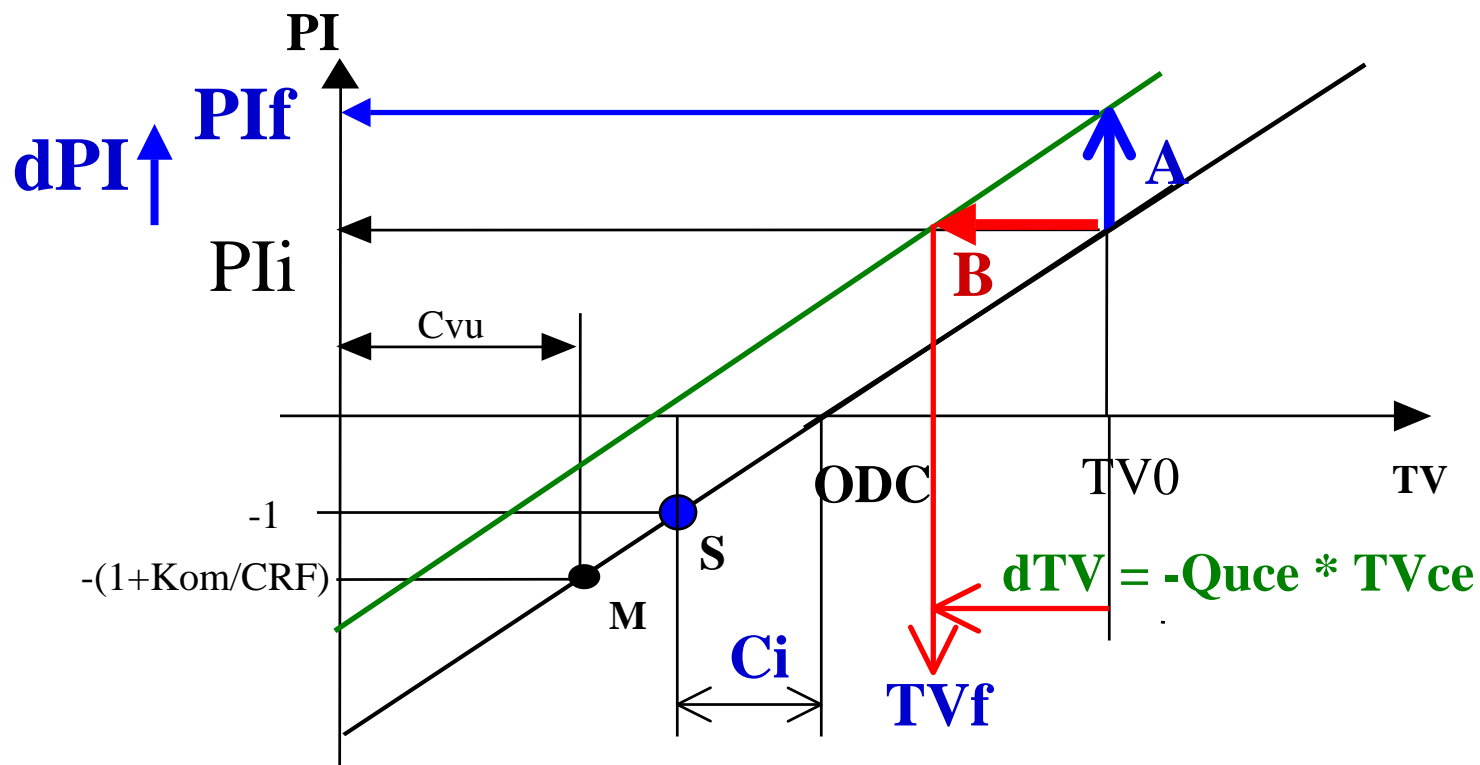 PI
PIf
dPI
A
PIi
B
Cvu
ODC
TV0
TV
-1
S
dTV = -Quce * TVce
-(1+Kom/CRF)
M
Ci
TVf